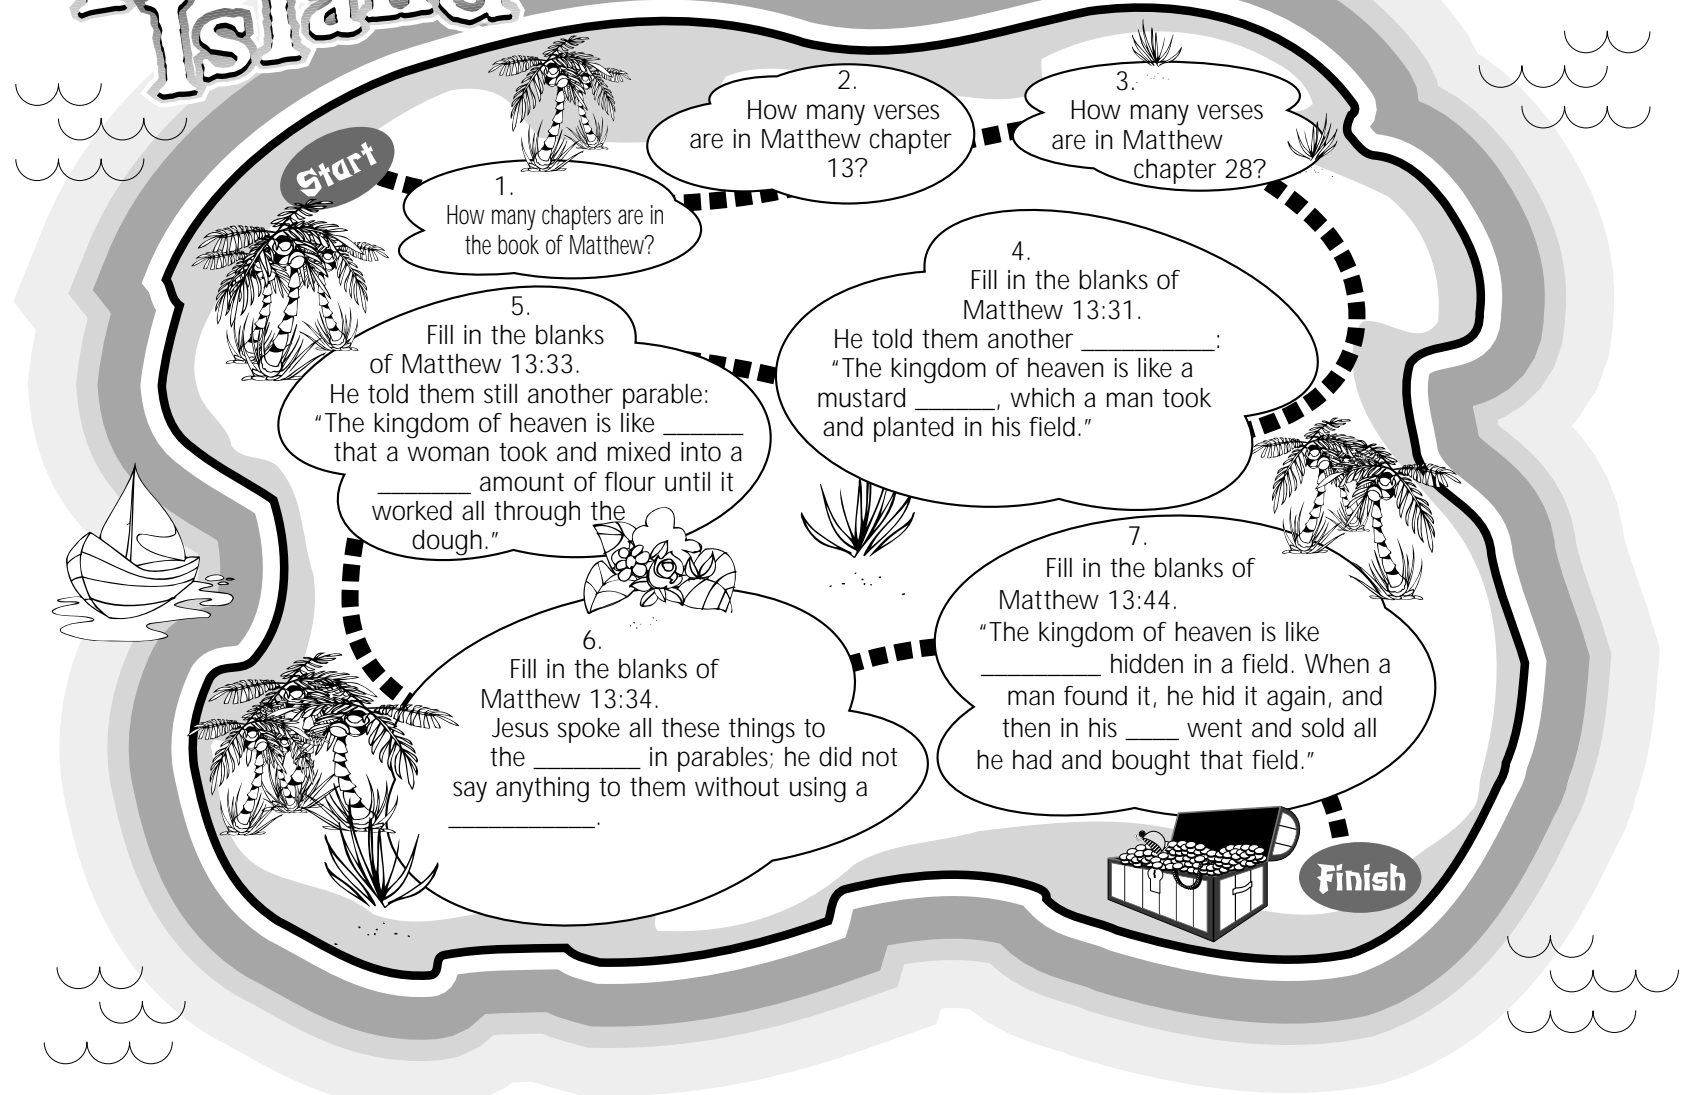 Island
Start
1.
How many chapters are in
the book of Matthew?
2.
How many verses
are in Matthew chapter
13?
3.
How many verses
are in Matthew
chapter 28?
4.
Fill in the blanks of
Matthew 13:31.
He told them another __________:
“The kingdom of heaven is like a
mustard ______, which a man took
and planted in his field.”
5.
Fill in the blanks
of Matthew 13:33.
He told them still another parable:
“The kingdom of heaven is like ______
that a woman took and mixed into a
_______ amount of flour until it
worked all through the
dough.”
6.
Fill in the blanks of
Matthew 13:34.
Jesus spoke all these things to
the ________ in parables; he did not
say anything to them without using a
___________.
7.
Fill in the blanks of
Matthew 13:44.
“The kingdom of heaven is like
_________ hidden in a field. When a
man found it, he hid it again, and
then in his ____ went and sold all
he had and bought that field.”
Finish